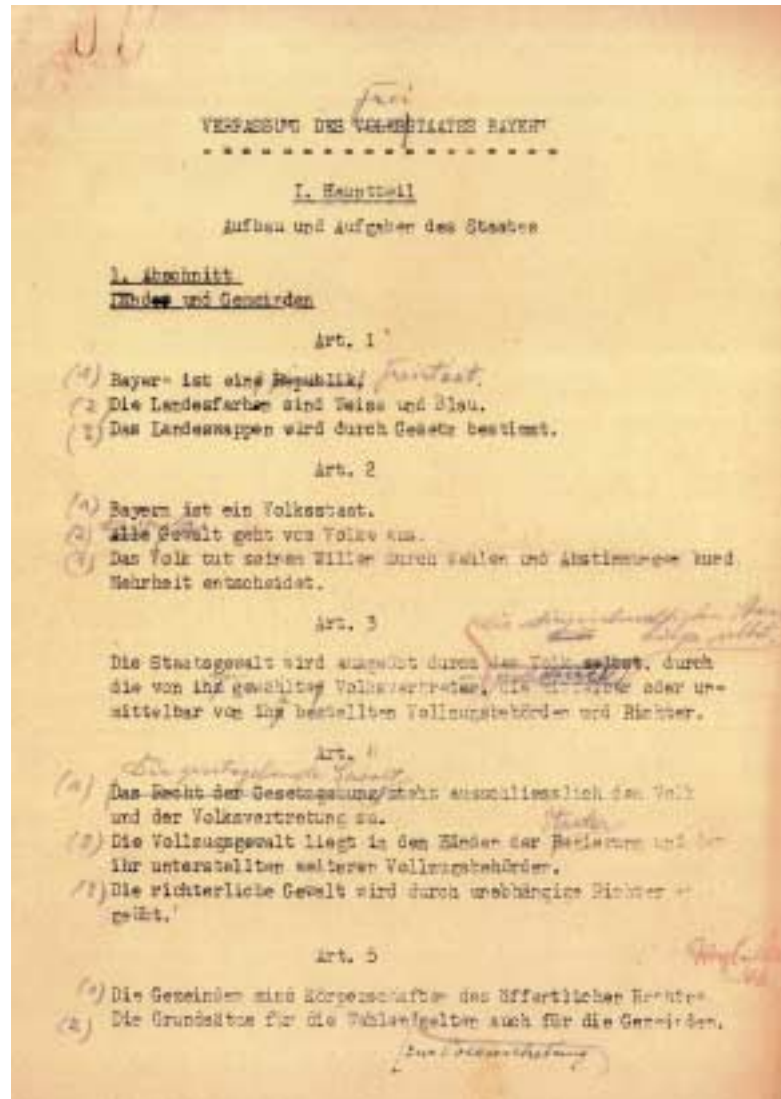 Frei
VERFASSUNG DES VOLKSSTAATES BAYERN
I. Hauptteil
Aufbau und Aufgaben des Staates
1. Abschnitt
und Gemeinden
Art. 1
(1) Bayern ist eine Republik, Freistaat.
(2) Die Landesfarben sind Weiss und Blau.
(3) Das Landeswappen wird durch Gesetz bestimmt.
Art. 2
(1) Bayern ist ein Volksstaat.
(2) Alle Gewalt geht vom Volke aus.
(3) Das Volk tut seinen Willen durch Wahlen und Abstimmungen kund
Mehrheit entscheidet.
Art. 3
Die Staatsgewalt wird ausgeübt durch das Volk selbst, durch
die von ihm gewählten Volksvertreter, die mittelbar oder un-
mittelbar von ihm bestellten Vollzugsbehörden und Richter.
Art. 4
Die gesetzgebende Gewalt
(1) Das Recht der Gesetzgebung steht ausschliesslich dem Volk
und der Volksvertretung zu.
(2) Die Vollzugsgewalt liegt in den Händen der Regierung und der
ihr unterstellten weiteren Vollzugsbehörden.
(3) Die richterliche Gewalt wird durch unabhängige Richter
geübt.
Art. 5
(1) Die Gemeinden sind Körperschaften des öffentlichen Rechtes.
(2) Die Grundsätze für die Wahlen gelten auch für die Gemeinden.
zur Volksvertretung